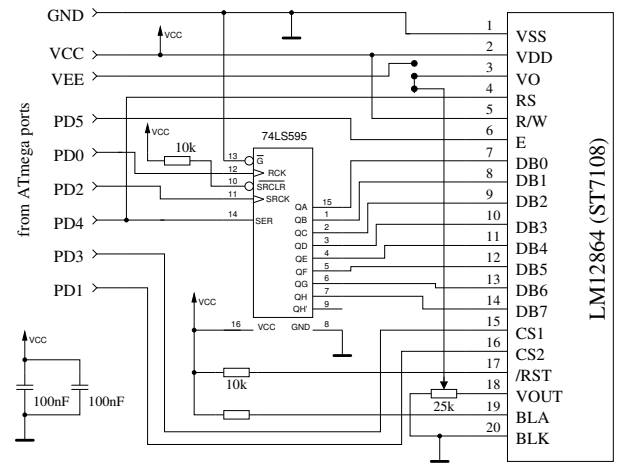 GND
VCC
VEE
PD5
PD0
PD2
PD4
PD3
PD1
from ATmega ports
VCC
VCC
10k
74LS595
13 G
12 RCK
10 SRCLR
11 SRCK
14 SER
QA 15
QB 1
QC 2
QD 3
QE 4
QF 5
QG 6
QH 7
QH' 9
16 VCC GND 8
VCC
10k
VCC
100nF 100nF
25k
1 VSS
2 VDD
3 VO
4 RS
5 R/W
6 E
7 DB0
8 DB1
9 DB2
10 DB3
11 DB4
12 DB5
13 DB6
14 DB7
15 CS1
16 CS2
17 /RST
18 VOUT
19 BLA
20 BLK
LM12864 (ST7108)